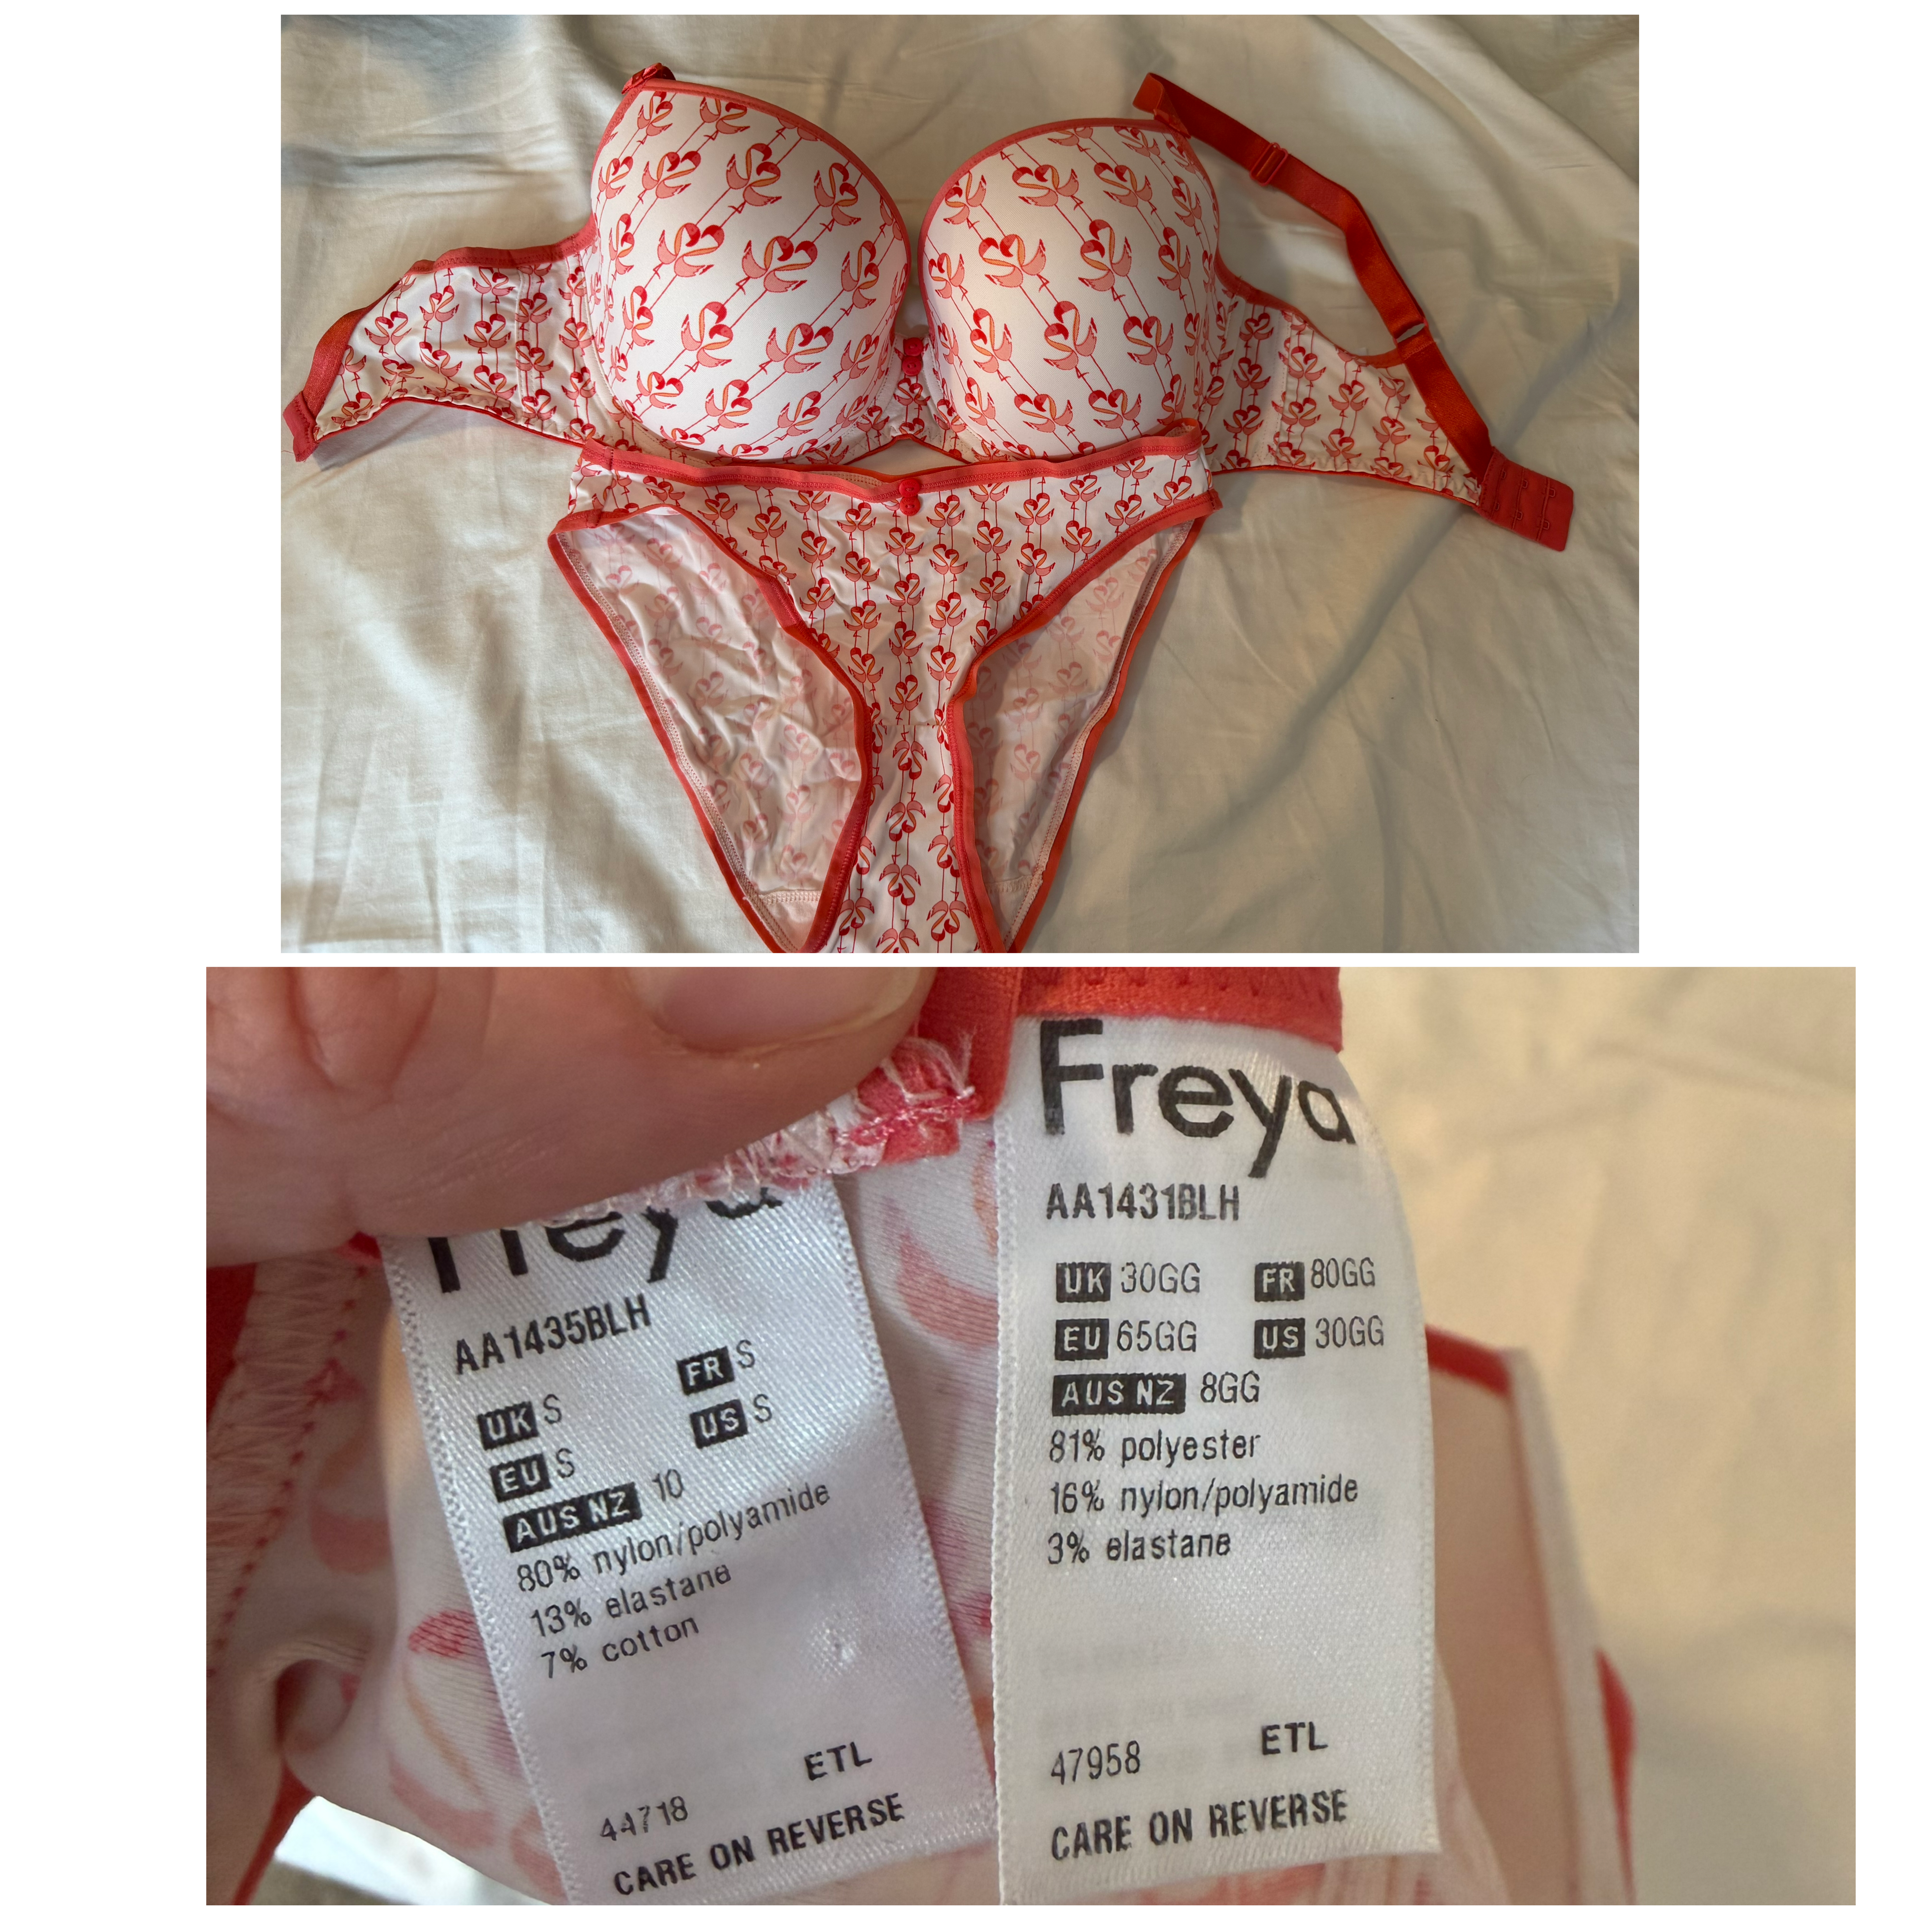 Freya
AA1435BLH
UK S FR S
EU S US S
AUS NZ 10
80% nylon/polyamide
13% elastane
7% cotton
ETL
44718
CARE ON REVERSE
Freya
AA1431BLH
UK 30GG FR 80GG
EU 65GG US 30GG
AUS NZ 8GG
81% polyester
16% nylon/polyamide
3% elastane
47958 ETL
CARE ON REVERSE